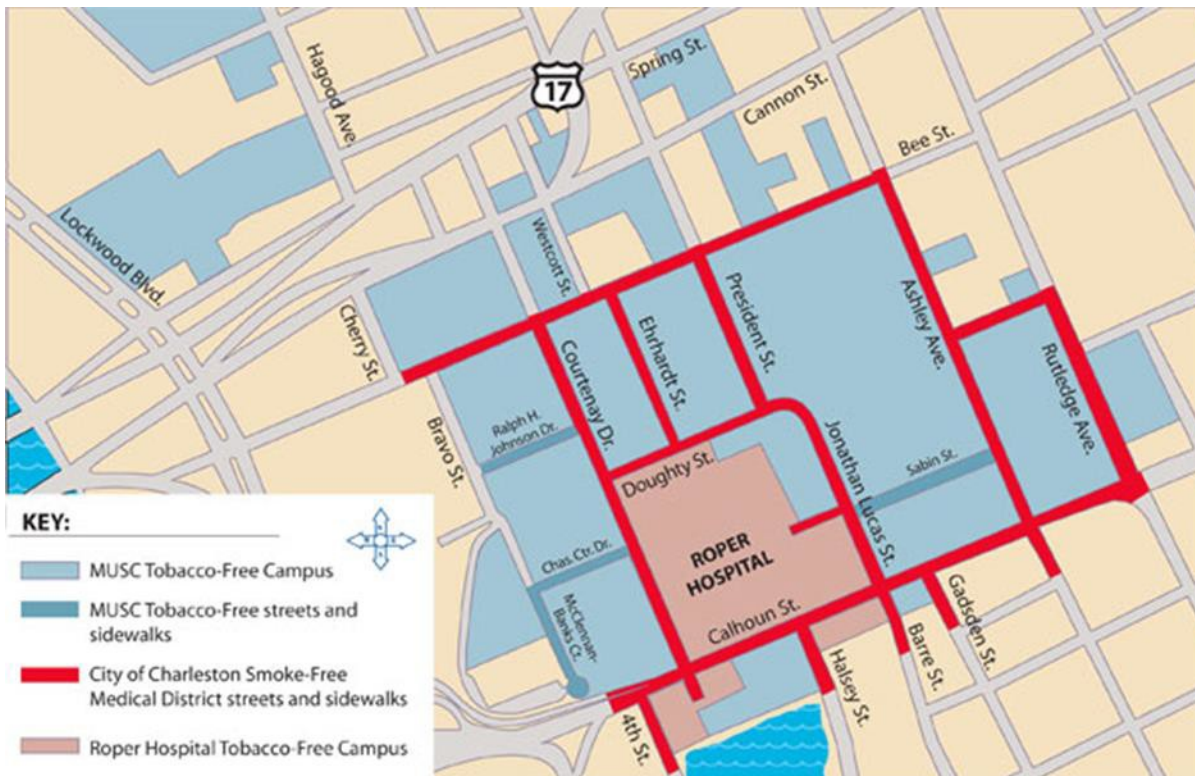 Hagood Ave.
17
Spring St.
Cannon St.
Bee St.
Lockwood Blvd.
Westcott St.
Cherry St.
Ehrhardt St.
President St.
Ashley Ave.
Courtenay Dr.
Rutledge Ave.
Bravo St.
Ralph H.
Johnson Dr.
Doughty St.
Jonathan Lucas St.
Sabin St.
ROPER
HOSPITAL
Chas. Ctr. Dr.
McClennan-
Banks Ct.
Calhoun St.
Gadsden St.
Barre St.
Halsey St.
4th St.
KEY:
MUSC Tobacco-Free Campus
MUSC Tobacco-Free streets and
sidewalks
City of Charleston Smoke-Free
Medical District streets and sidewalks
Roper Hospital Tobacco-Free Campus